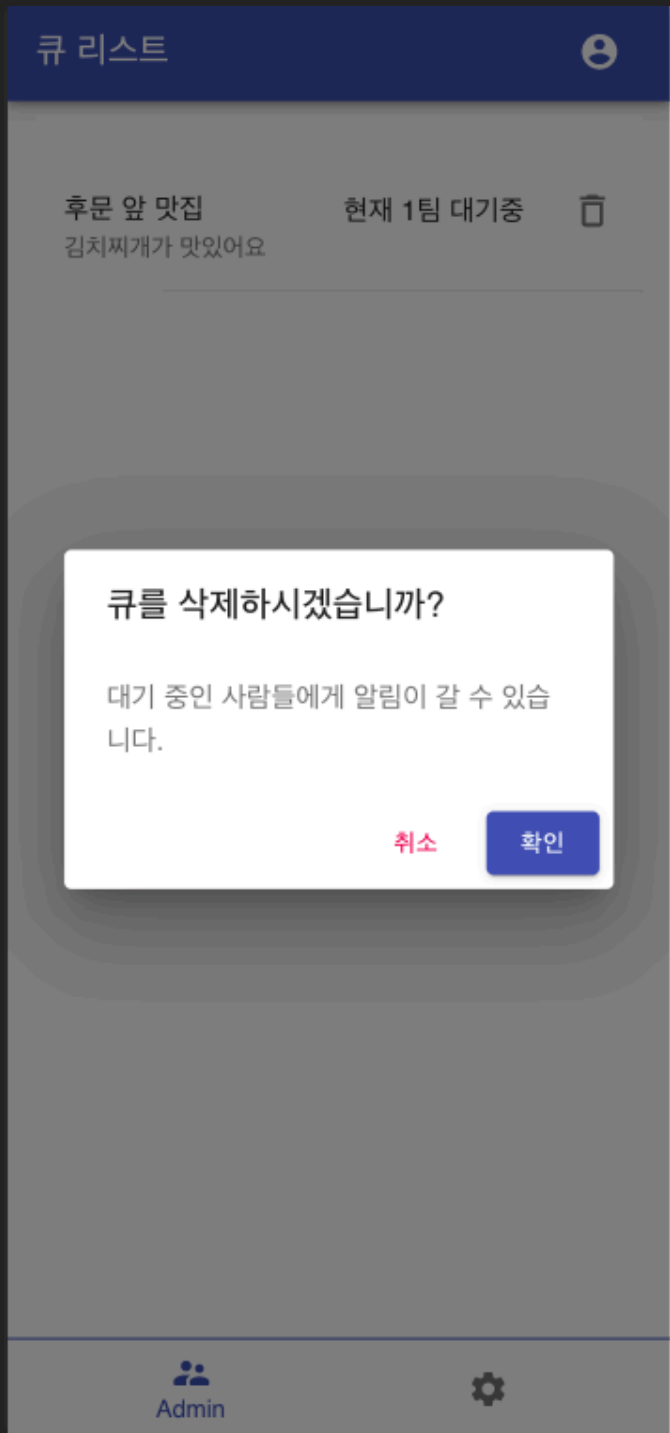 큐 리스트
후문 앞 맛집
현재 1팀 대기중
김치찌개가 맛있어요
큐를 삭제하시겠습니까?
대기 중인 사람들에게 알림이 갈 수 있습
니다.
취소
확인
Admin